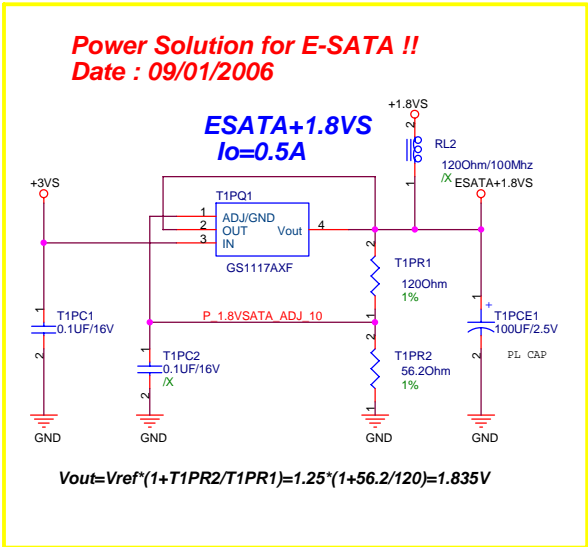 Power Solution for E-SATA !!
Date : 09/01/2006
ESATA+1.8VS
Io=0.5A
+1.8VS
2
RL2
120Ohm/100Mhz
/X
1
ESATA+1.8VS
+3VS
T1PQ1
1
2
3
ADJ/GND
OUT
IN
Vout
4
GS1117AXF
2
T1PR1
120Ohm
1%
1
P_1.8VSATA_ADJ_10
1
T1PC1
0.1UF/16V
2
1
T1PC2
0.1UF/16V
/X
2
2
T1PR2
56.2Ohm
1%
1
1
+
T1PCE1
100UF/2.5V
PL CAP
2
GND
GND
GND
GND
Vout=Vref*(1+T1PR2/T1PR1)=1.25*(1+56.2/120)=1.835V